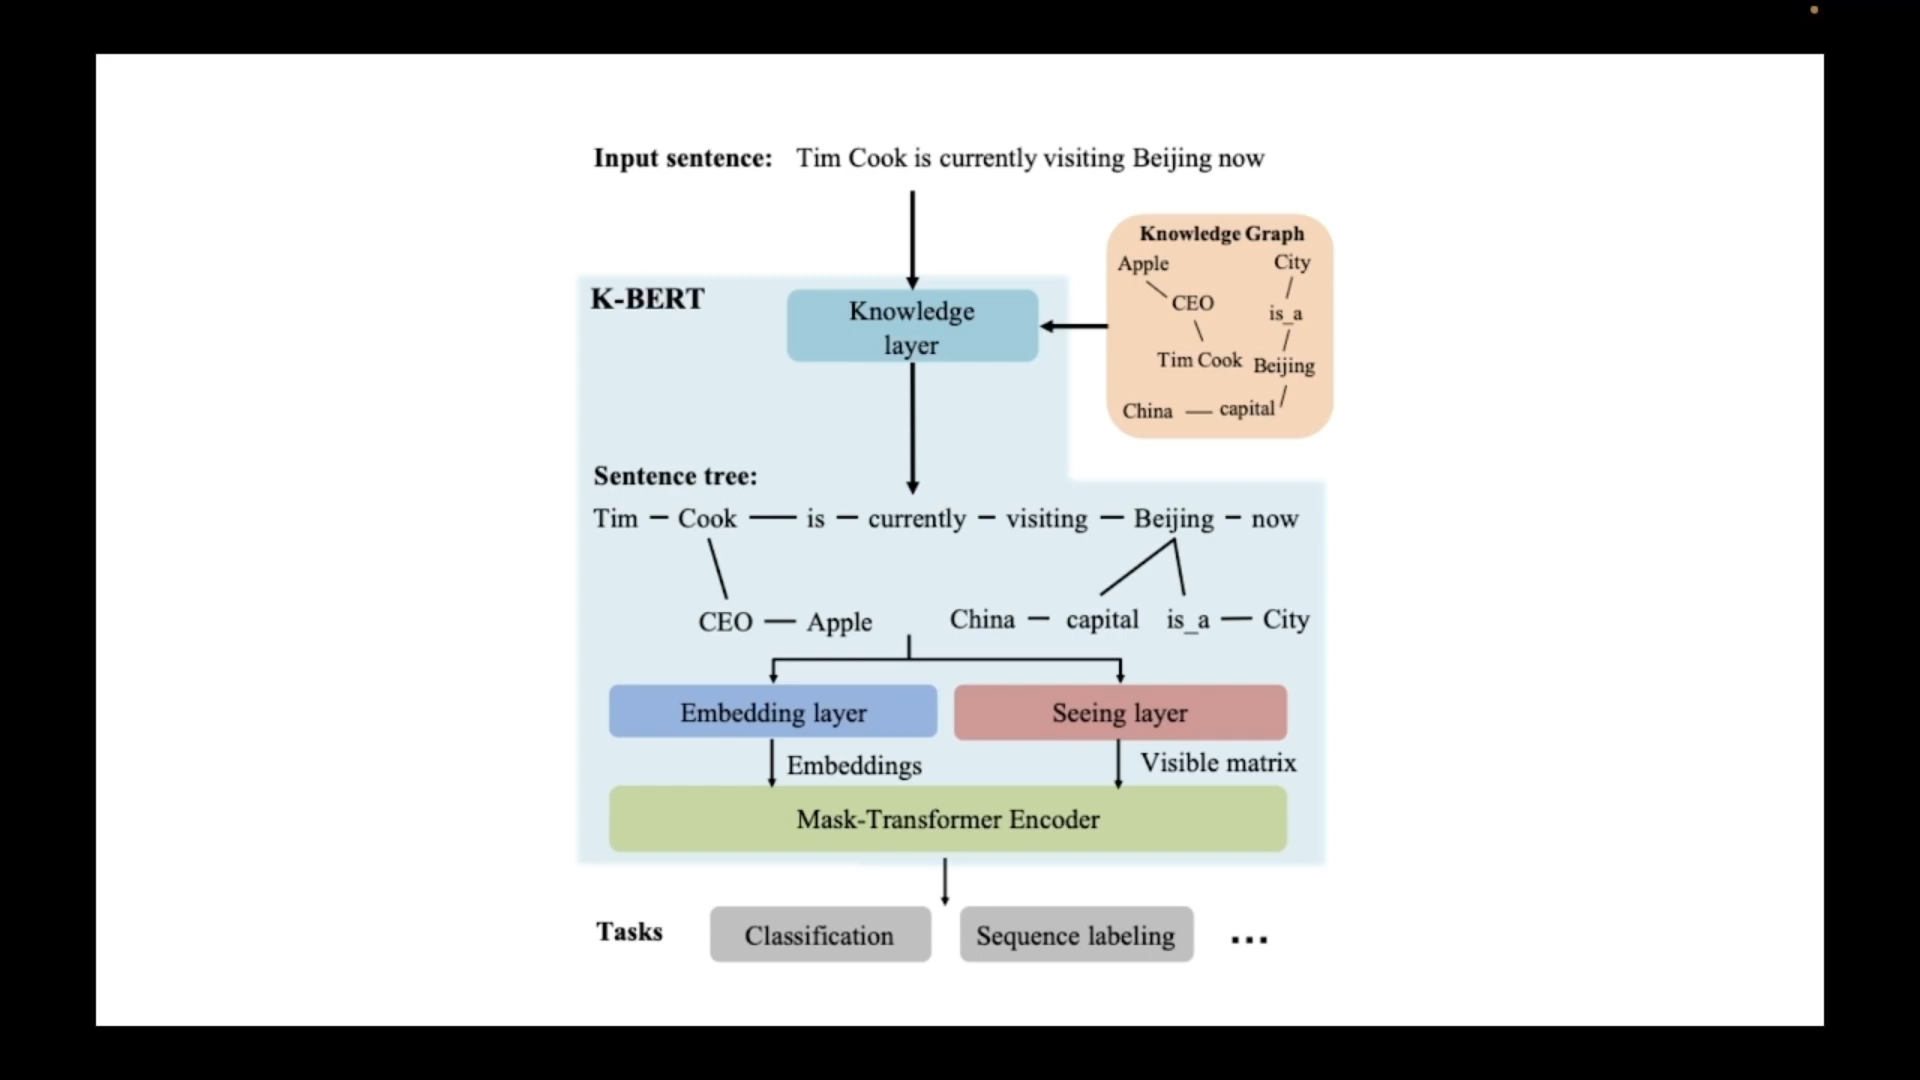 Input sentence: Tim Cook is currently visiting Beijing now
Knowledge Graph
Apple City
CEO is_a
Tim Cook Beijing
China — capital
K-BERT
Knowledge
layer
Sentence tree:
Tim — Cook — is — currently — visiting — Beijing — now
CEO — Apple China — capital is_a — City
Embedding layer Seeing layer
Embeddings Visible matrix
Mask-Transformer Encoder
Tasks Classification Sequence labeling ...